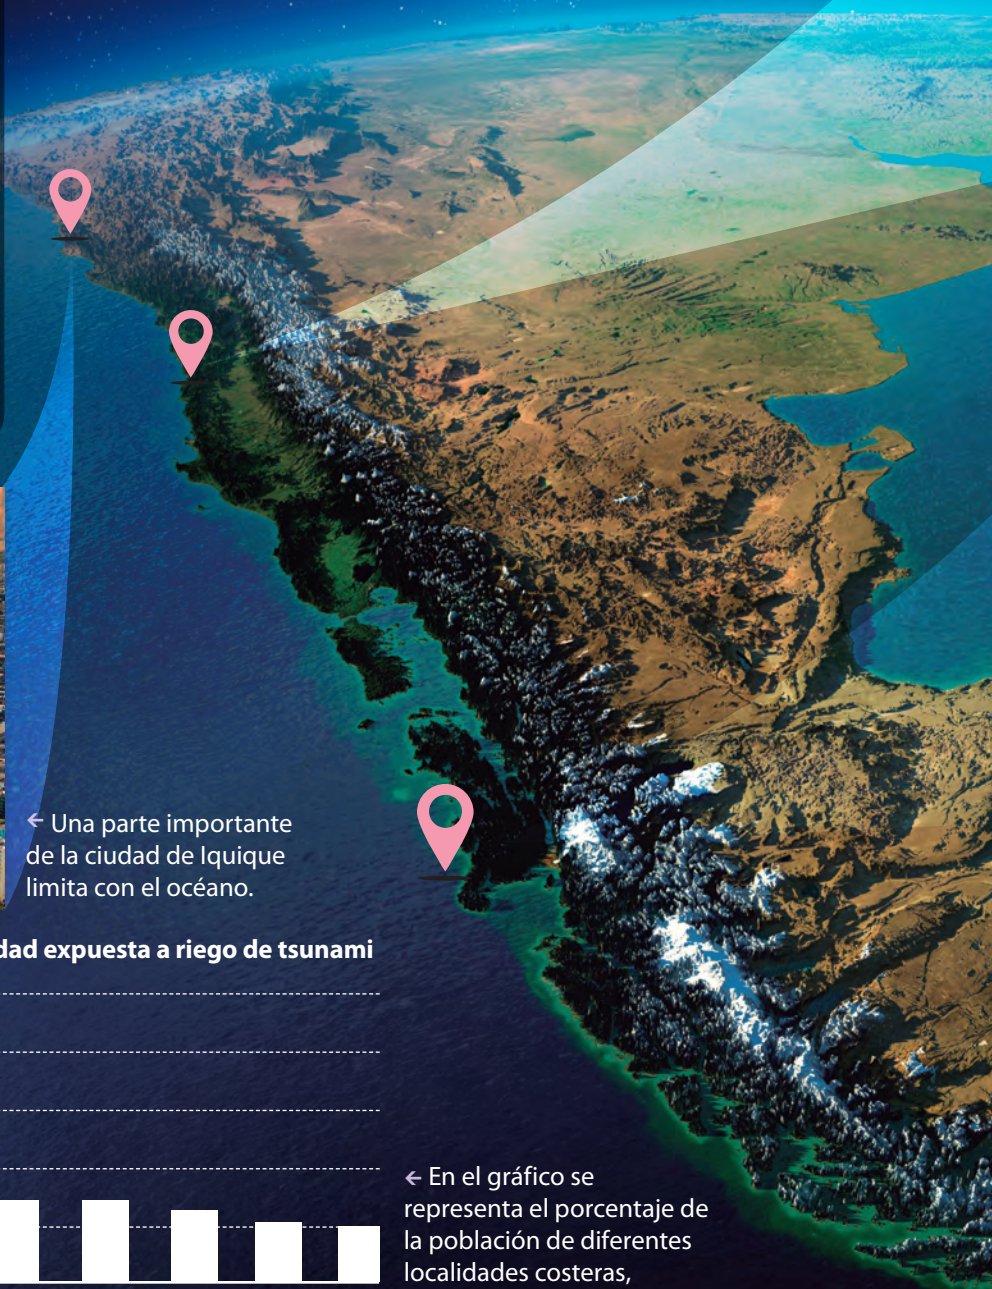 ← Una parte importante
de la ciudad de Iquique
limita con el océano.
dad expuesta a riego de tsunami
← En el gráfico se
representa el porcentaje de
la población de diferentes
localidades costeras,